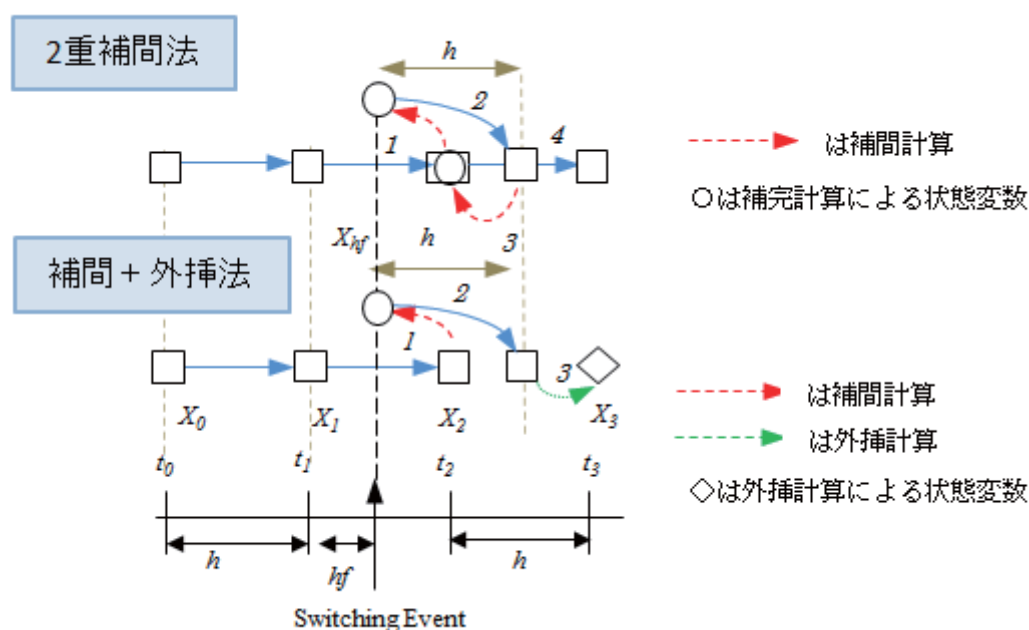 2重補間法
h
2
1
4
3
X_hf
h
補間 + 外挿法
2
1
3
X_0
X_1
X_2
X_3
t_0
t_1
t_2
t_3
h
hf
h
Switching Event
は補間計算
○は補完計算による状態変数
は補間計算
は外挿計算
◇は外挿計算による状態変数